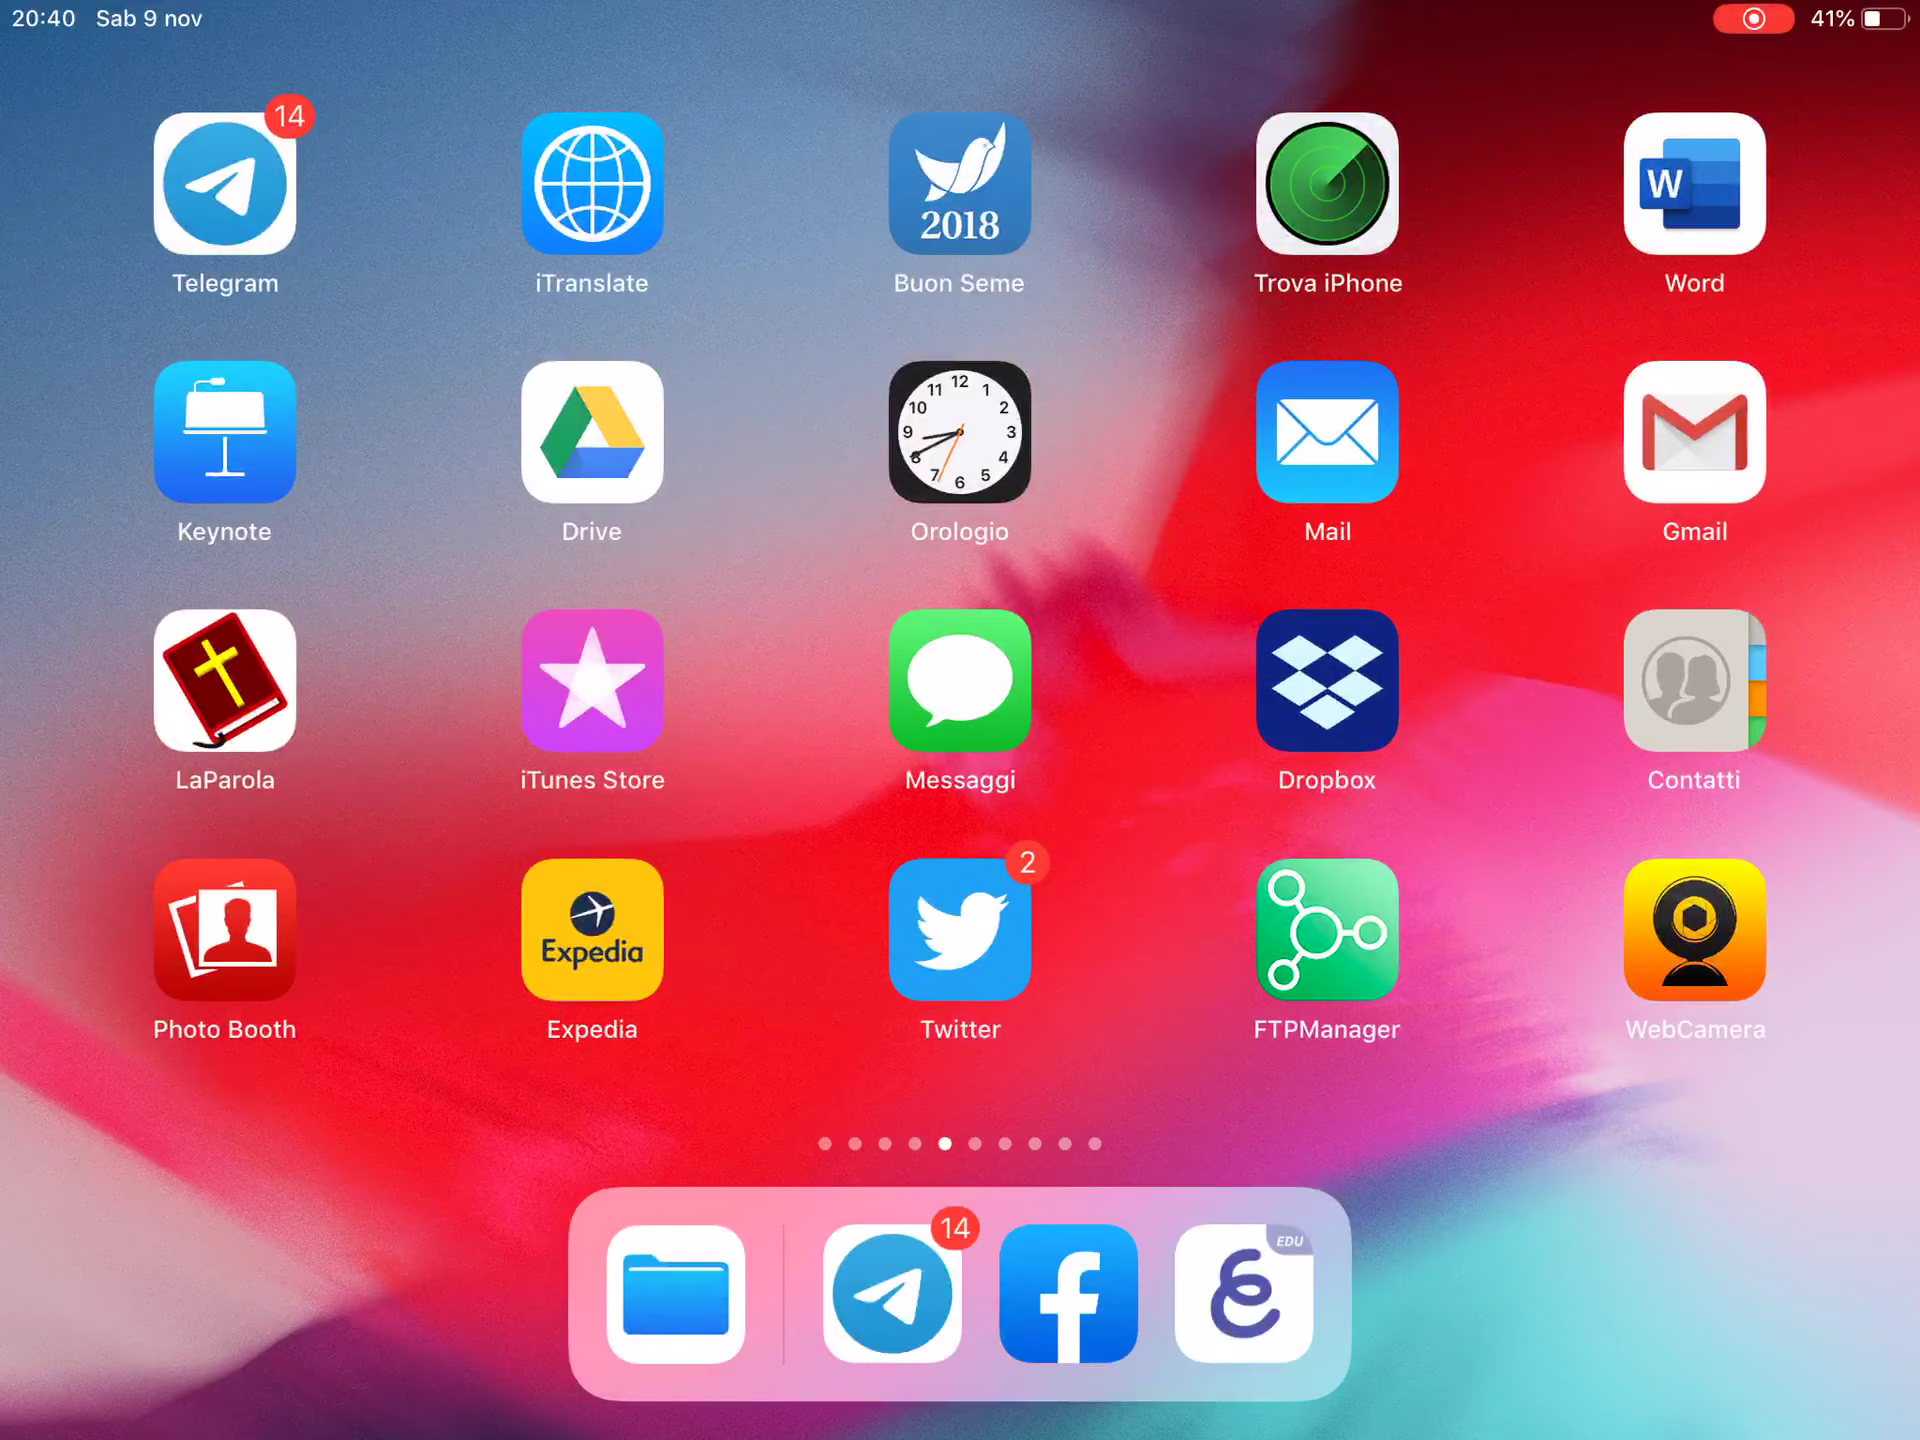 20:40 Sab 9 nov 41%
14
2018
W
Telegram iTranslate Buon Seme Trova iPhone Word
12 1 2 3 4 5 6 7 8 9 10 11
Keynote Drive Orologio Mail Gmail
LaParola iTunes Store Messaggi Dropbox Contatti
2
Expedia
Photo Booth Expedia Twitter FTPManager WebCamera
14
EDU